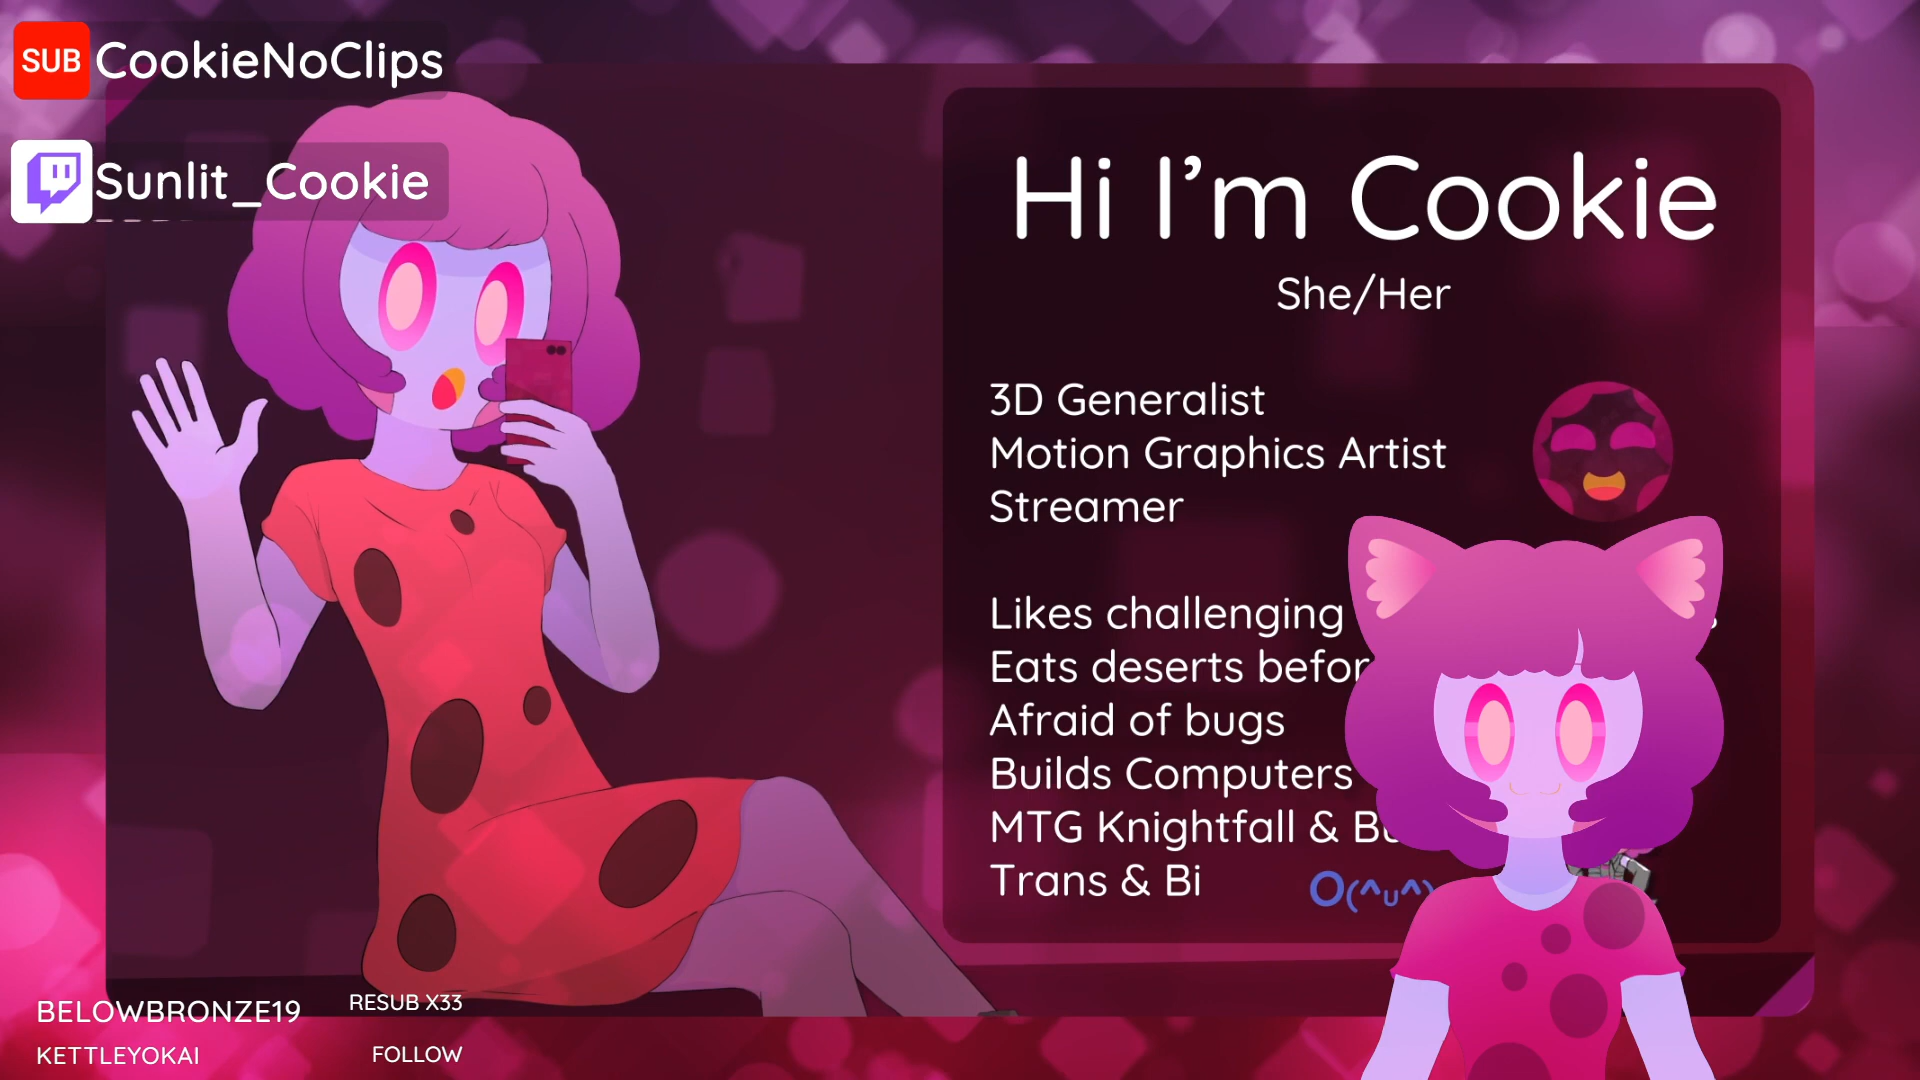 SUB CookieNoClips
Sunlit_Cookie
Hi I'm Cookie
She/Her
3D Generalist
Motion Graphics Artist
Streamer
Likes challenging
Eats deserts
Afraid of bugs
Builds Computers
MTG Knightfall &
Trans & Bi
O(^u^)
BELOWBRONZE19 RESUB X33
KETTLEYOKAI FOLLOW